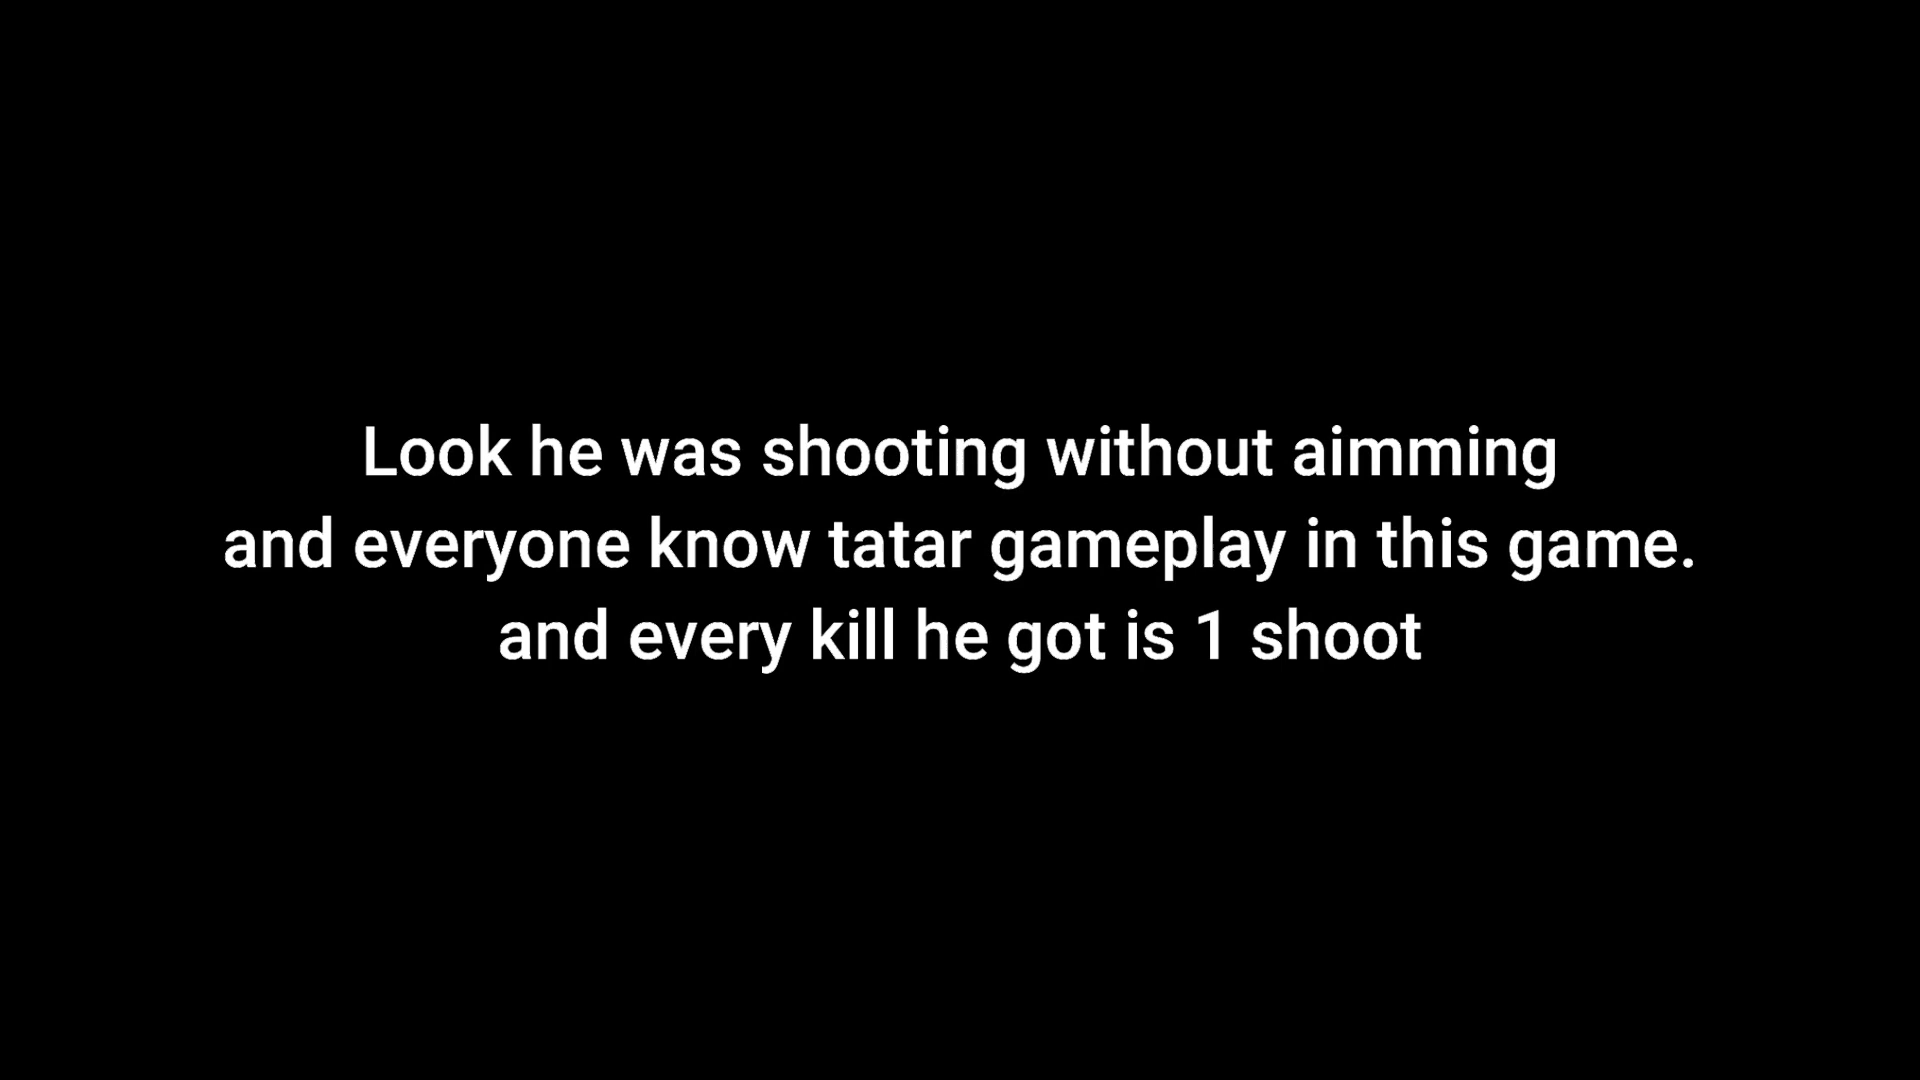 Look he was shooting without aimming
and everyone know tatar gameplay in this game.
and every kill he got is 1 shoot